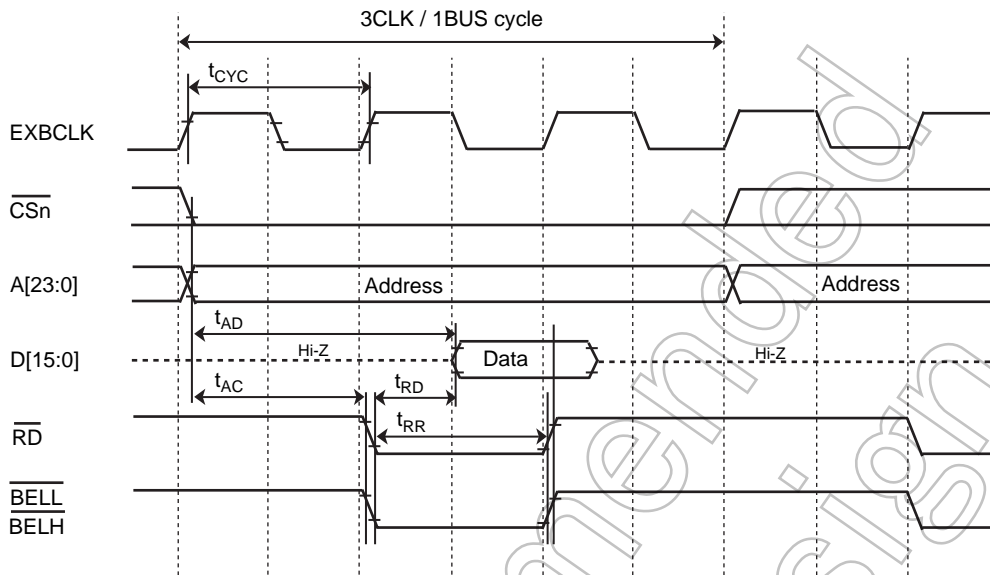 3CLK / 1BUS cycle
tCYC
EXBCLK
CSn
A[23:0]
Address
Address
tAD
D[15:0]
Hi-Z
Data
Hi-Z
tAC
tRD
RD
tRR
BELL
BELH